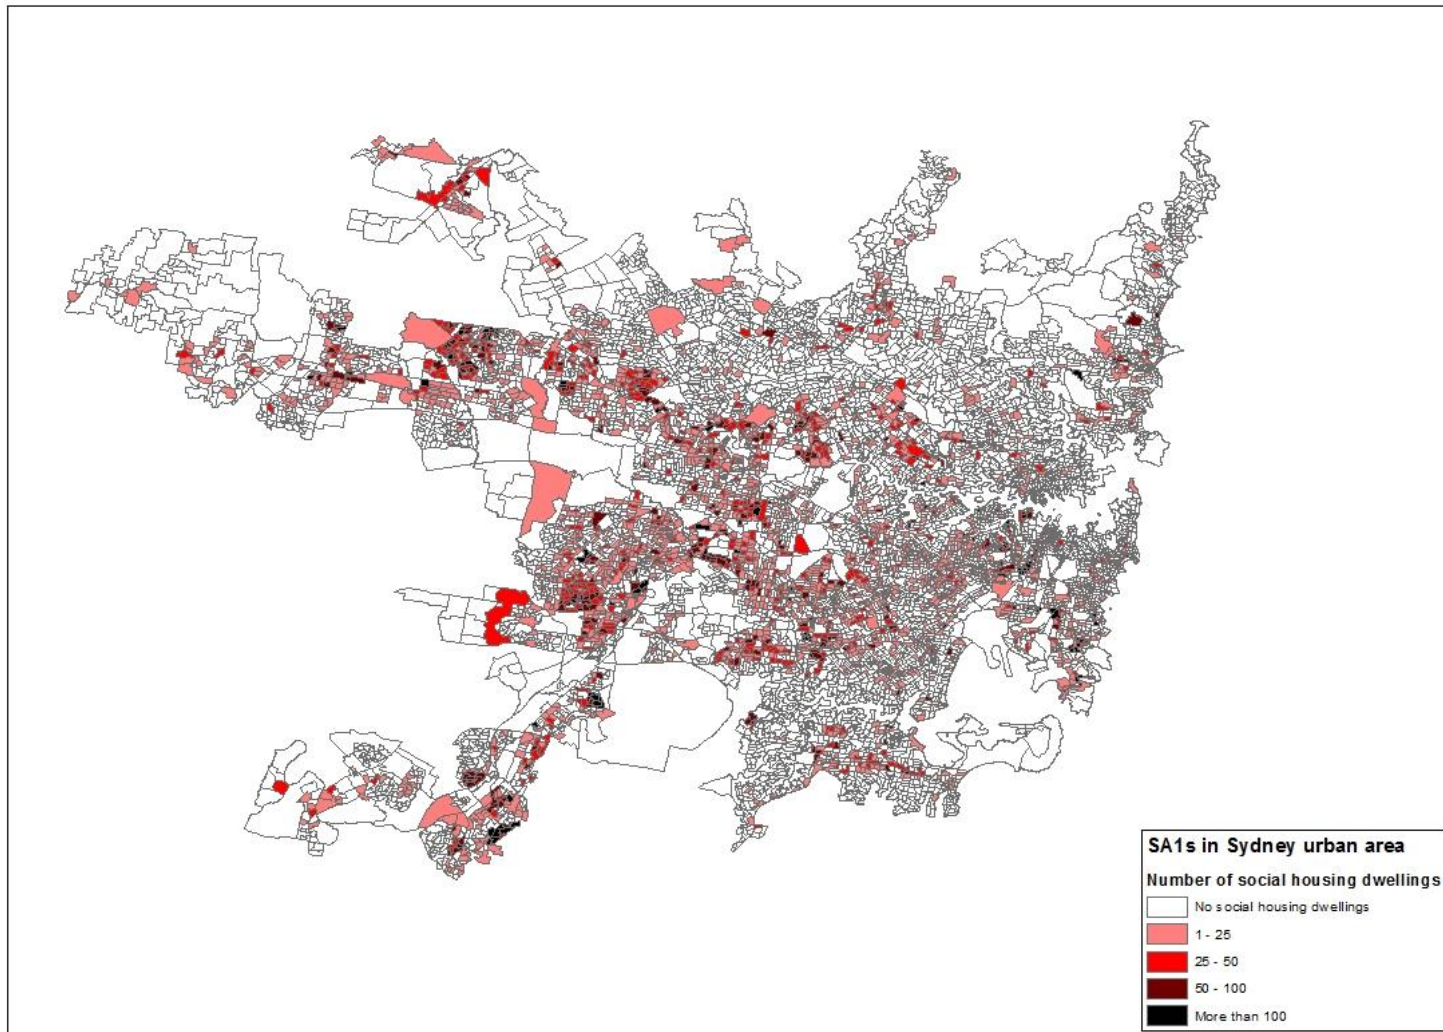 SA1s in Sydney urban area
Number of social housing dwellings
No social housing dwellings
1 - 25
25 - 50
50 - 100
More than 100